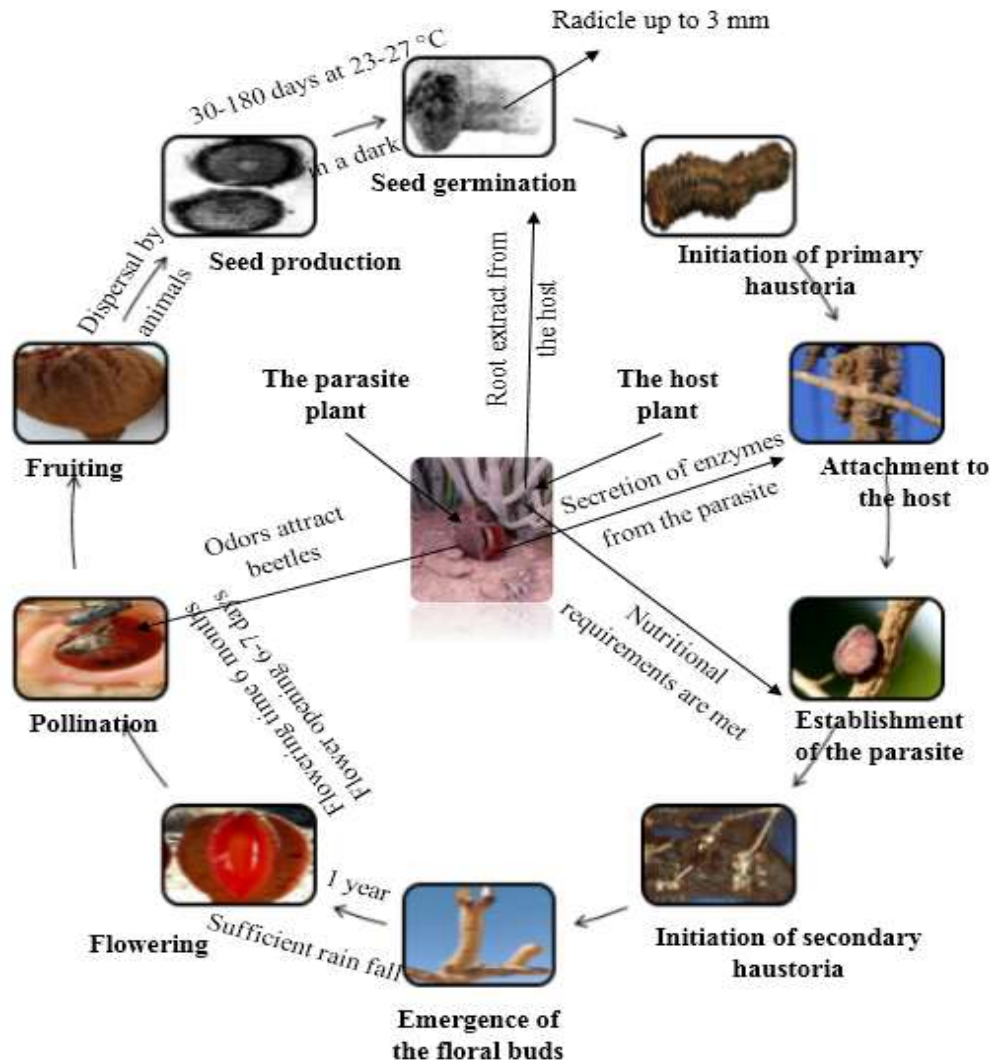 Radicle up to 3 mm
30-180 days at 23-27 °C
in a dark
Seed germination
Seed production
Initiation of primary
haustoria
Dispersal by
animals
Root extract from
the host
The parasite
plant
The host
plant
Fruiting
Attachment to
the host
Secretion of enzymes
from the parasite
Odors attract
beetles
Nutritional
requirements are met
Pollination
Flower opening 6-7 days
Flowering time 6 months
Establishment
of the parasite
1 year
Sufficient rain fall
Flowering
Initiation of secondary
haustoria
Emergence of
the floral buds